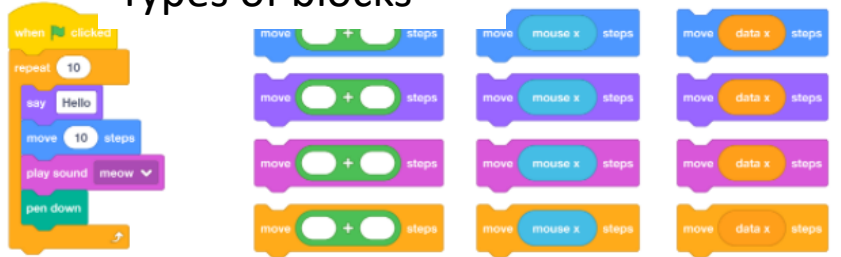 Types of blocks
when clicked
repeat 10
say Hello
move 10 steps
play sound meow
pen down
move + steps
move mouse x steps
move data x steps
move + steps
move mouse x steps
move data x steps
move + steps
move mouse x steps
move data x steps
move + steps
move mouse x steps
move data x steps